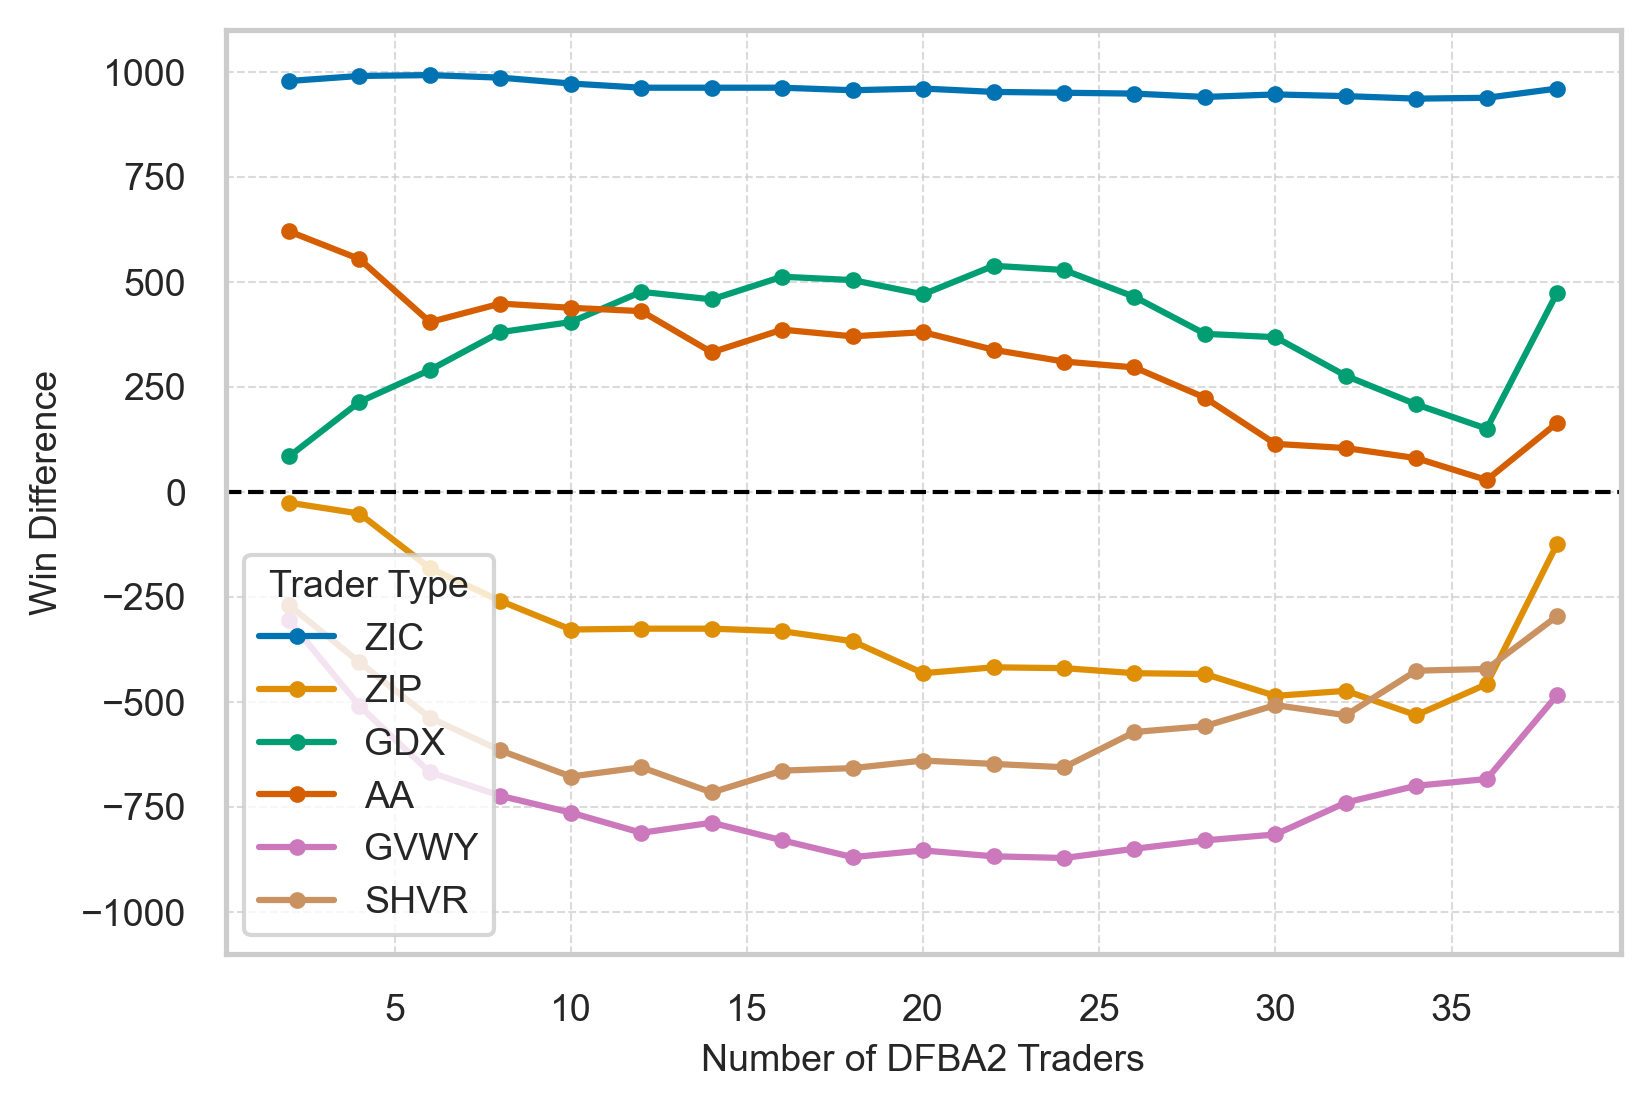 1000
750
500
250
0
−250
−500
−750
−1000
Win Difference
Trader Type
ZIC
ZIP
GDX
AA
GVWY
SHVR
5 10 15 20 25 30 35
Number of DFBA2 Traders